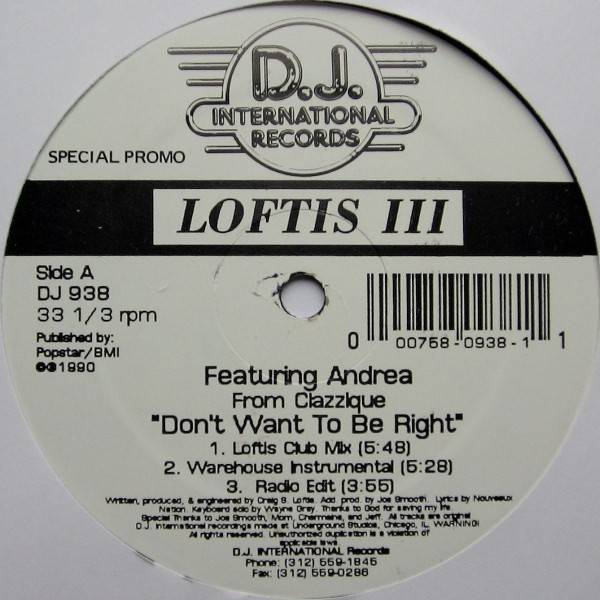 D.J.
INTERNATIONAL
RECORDS
SPECIAL PROMO
LOFTIS III
Side A
DJ 938
33 1/3 rpm
Published by:
Popstar/BMI
©℗1990
0 00758-0938-1 1
Featuring Andrea
From Clazzique
"Don't Want To Be Right"
1. Loftis Club Mix (5:48)
2. Warehouse Instrumental (5:28)
3. Radio Edit (3:55)
Written, produced, & engineered by Craig S. Loftis. Add. prod. by Joe Smooth. Lyrics by Nouveaux
Nation. Keyboard solo by Wayne Grey. Thanks to God for saving my life.
Special Thanks to Joe Smooth, Mom, Chermeine, and Jeff. All tracks are original
D.J. International recordings made at Underground Studios, Chicago, IL. WARNING!
All rights reserved. Unauthorized duplication is a violation of
applicable laws.
D.J. INTERNATIONAL Records
Phone: (312) 559-1845
Fax: (312) 559-0286